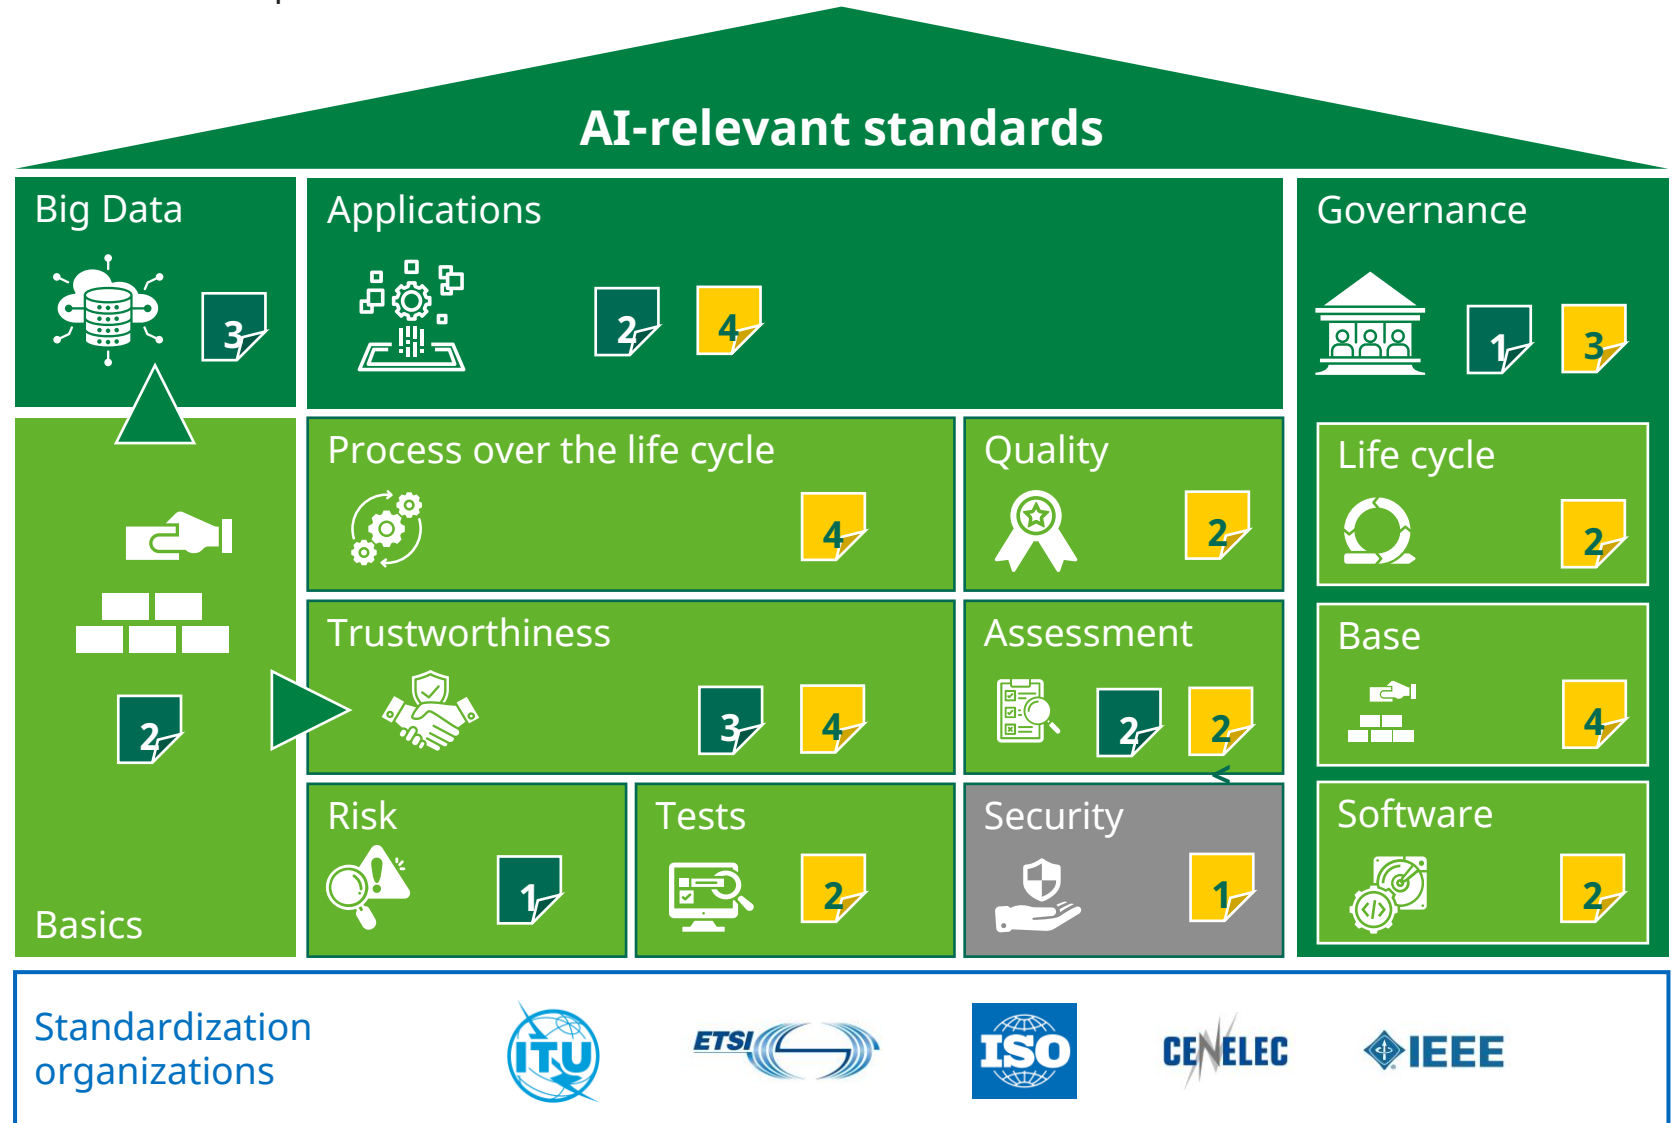 AI-relevant standards
Big Data
3
Applications
2
4
Governance
1
3
Process over the life cycle
4
Quality
2
Life cycle
2
Trustworthiness
3
4
Assessment
2
2
<
Base
4
Risk
1
Tests
2
Security
1
Software
2
2
Basics
Standardization
organizations
ITU
ETSI
ISO
CENELEC
IEEE